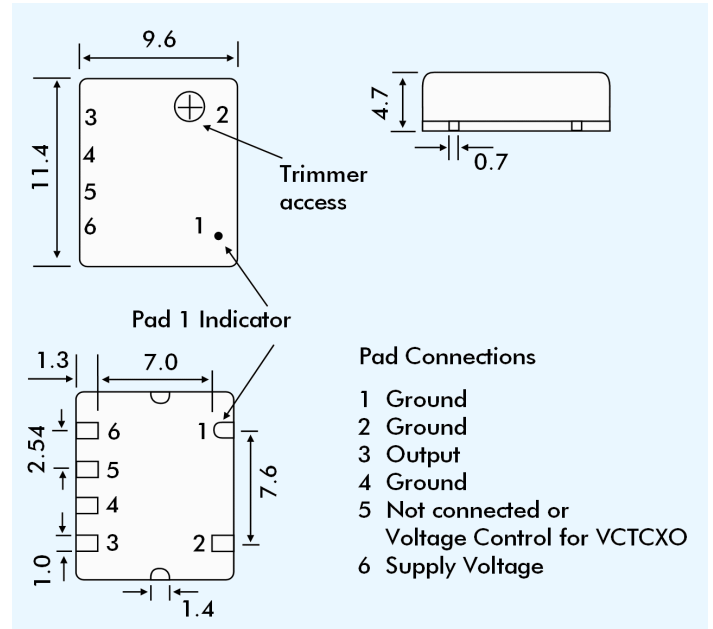 9.6
11.4
3
4
5
6
2
1
Trimmer
access
4.7
0.7
Pad 1 Indicator
1.3
7.0
2.54
6
5
4
3
1
2
7.6
1.0
1.4
Pad Connections
1 Ground
2 Ground
3 Output
4 Ground
5 Not connected or
Voltage Control for VCTCXO
6 Supply Voltage